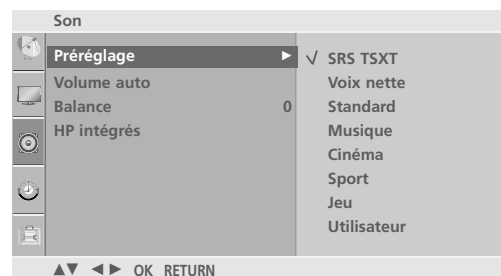 Son
Préréglage ► √ SRS TSXT
Volume auto Voix nette
Balance 0 Standard
HP intégrés Musique
Cinéma
Sport
Jeu
Utilisateur
▲▼ ◄► OK RETURN